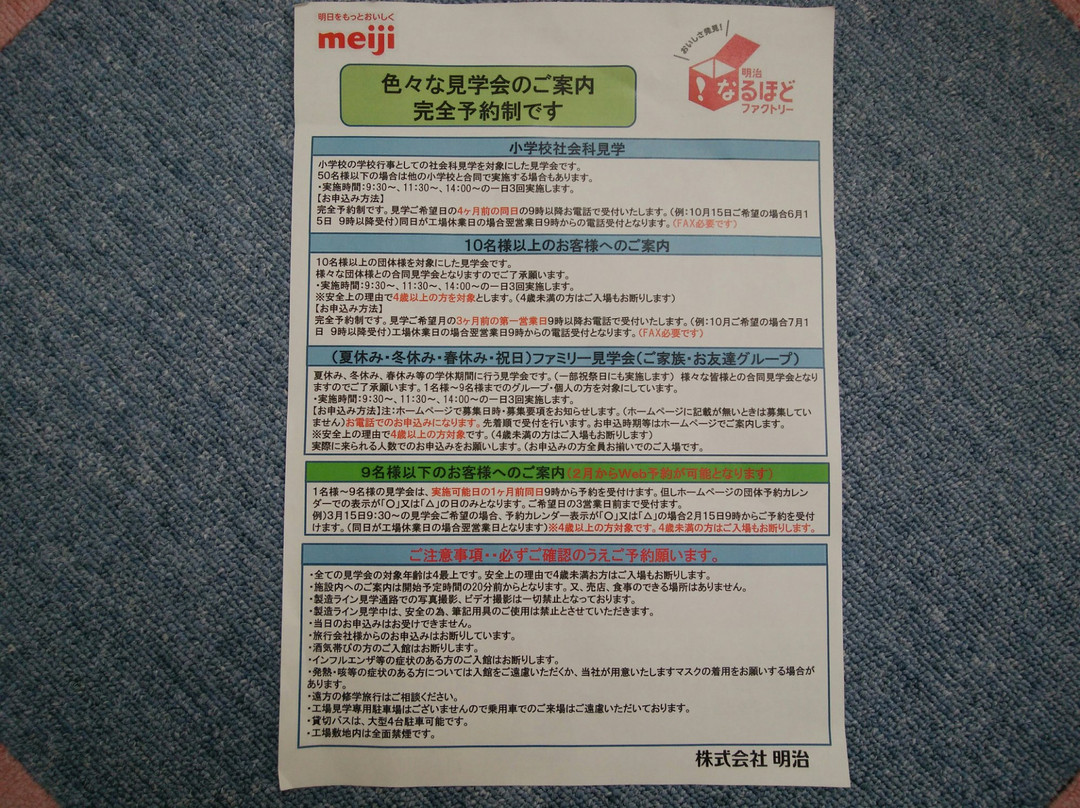 明日をもっとおいしく
meiji
おいしさ発見!
明治
なるほど
ファクトリー
色々な見学会のご案内
完全予約制です
小学校社会科見学
小学校の学校行事としての社会科見学を対象にした見学会です。
50名様以下の場合は他の小学校と合同で実施する場合もあります。
・実施時間:9:30~、11:30~、14:00~の一日3回実施します。
【お申込み方法】
完全予約制です。見学ご希望日の4ヶ月前の同日の9時以降お電話で受付いたします。(例:10月15日ご希望の場合6月1
5日 9時以降受付)同日が工場休業日の場合翌営業日9時からの電話受付となります。(FAX必要です)
10名様以上のお客様へのご案内
10名様以上の団体様を対象にした見学会です。
様々な団体様との合同見学会となりますのでご了承願います。
・実施時間:9:30~、11:30~、14:00~の一日3回実施します。
※安全上の理由で4歳以上の方を対象とします。(4歳未満の方はご入場もお断りします)
【お申込み方法】
完全予約制です。見学ご希望月の3ヶ月前の第一営業日9時以降お電話で受付いたします。(例:10月ご希望の場合7月1
日 9時以降受付)工場休業日の場合翌営業日9時からの電話受付となります。(FAX必要です)
(夏休み・冬休み・春休み・祝日)ファミリー見学会(ご家族・お友達グループ)
夏休み、冬休み、春休み等の学休期間に行う見学会です。(一部祝祭日にも実施します) 様々な皆様との合同見学会となり
ますのでご了承願います。1名様~9名様までのグループ・個人の方を対象にしています。
・実施時間:9:30~、11:30~、14:00~の一日3回実施します。
【お申込み方法】注:ホームページで募集日時・募集要項をお知らせします。(ホームページに記載が無いときは募集してい
ません)お電話でのお申込みになります。先着順で受付を行います。お申込時期等はホームページでご案内します。
※安全上の理由で4歳以上の方対象です。(4歳未満の方はご入場もお断りします)
実際に来られる人数でのお申込みをお願いします。(お申込みの方全員お揃いでのご入場です。
9名様以下のお客様へのご案内(2月からWeb予約が可能となります)
1名様~9名様の見学会は、実施可能日の1ヶ月前同日9時から予約を受付けます。但しホームページの団体予約カレン
ダーでの表示が「〇」又は「△」の日のみとなります。ご希望日の3営業日前まで受付ます。
例)3月15日9:30~の見学会ご希望の場合、予約カレンダー表示が「〇」又は「△」の場合2月15日9時からご予約を受付
けます。(同日が工場休業日の場合翌営業日となります)※4歳以上の方対象です。4歳未満の方はご入場もお断りします。
ご注意事項・・必ずご確認のうえご予約願います。
・全ての見学会の対象年齢は4最上です。安全上の理由で4歳未満お方はご入場もお断りします。
・施設内へのご案内は開始予定時間の20分前からとなります。又、売店、食事のできる場所はありません。
・製造ライン見学通路での写真撮影、ビデオ撮影は一切禁止となっております。
・製造ライン見学中は、安全の為、筆記用具のご使用は禁止とさせていただきます。
・当日のお申込みはお受けできません。
・旅行会社様からのお申込みはお断りしています。
・酒気帯びの方のご入館はお断りします。
・インフルエンザ等の症状のある方のご入館はお断りします。
・発熱・咳等の症状のある方については入館をご遠慮いただくか、当社が用意いたしますマスクの着用をお願いする場合が
あります。
・遠方の修学旅行はご相談ください。
・工場見学専用駐車場はございませんので乗用車でのご来場はご遠慮いただいております。
・貸切バスは、大型4台駐車可能です。
・工場敷地内は全面禁煙です。
株式会社 明治